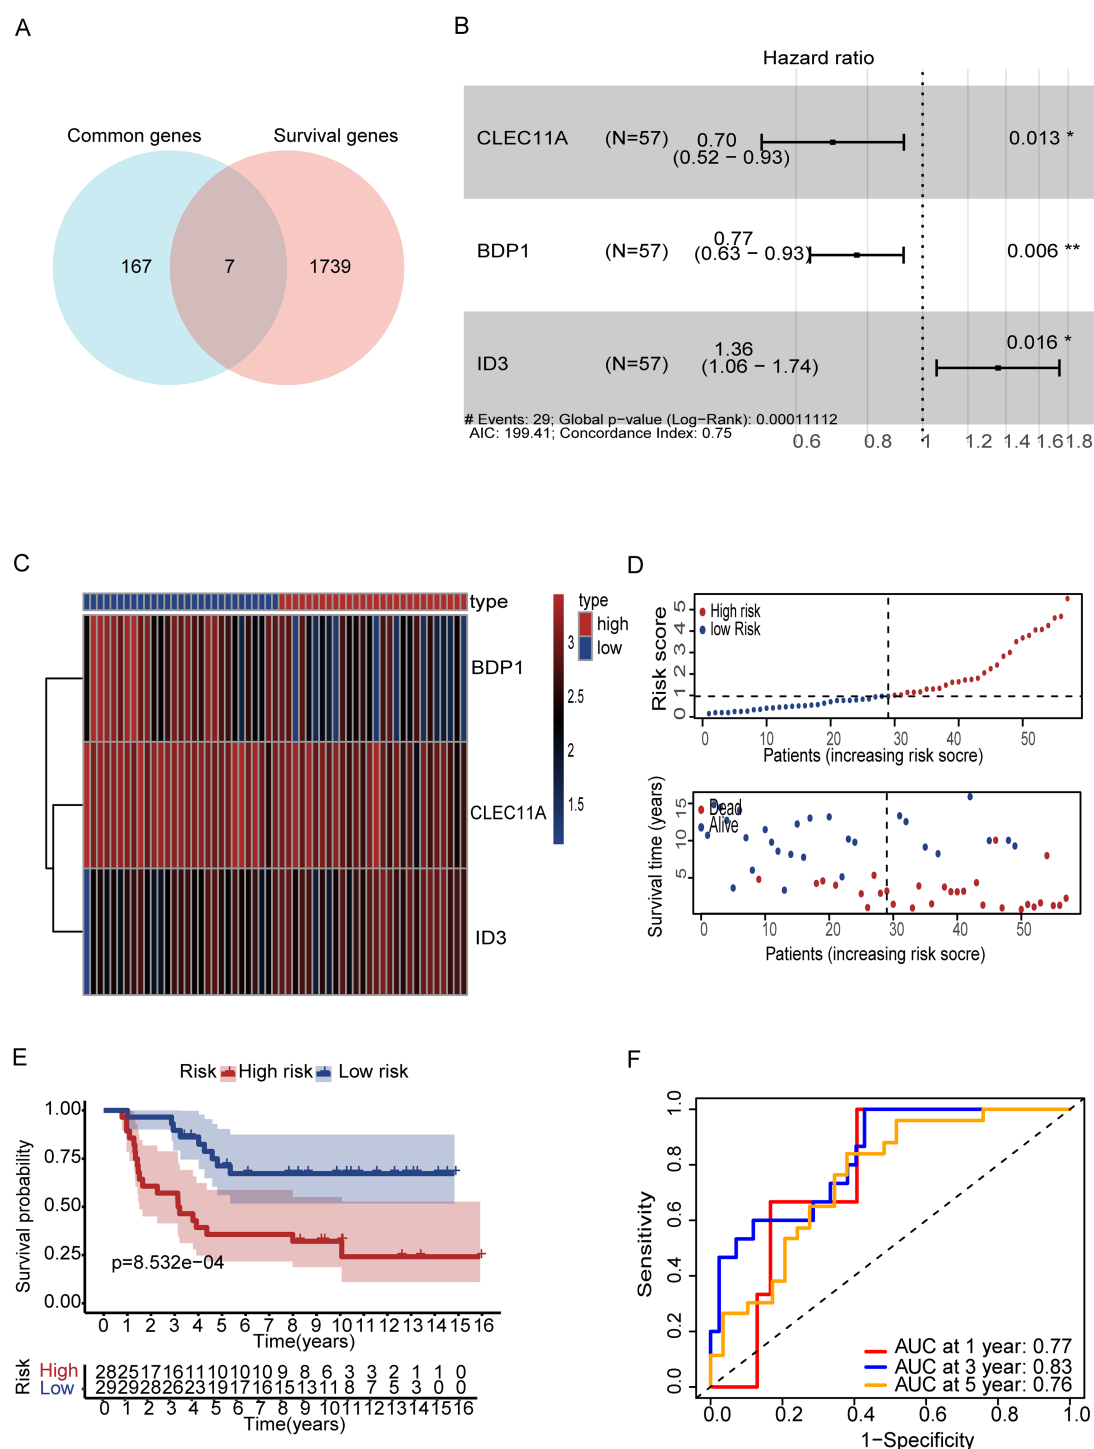 A
Common genes
Survival genes
167
7
1739
B
Hazard ratio
CLEC11A
(N=57)
0.70
(0.52 − 0.93)
0.013 *
BDP1
(N=57)
0.77
(0.63 − 0.93)
0.006 **
ID3
(N=57)
1.36
(1.06 − 1.74)
0.016 *
# Events: 29; Global p−value (Log−Rank): 0.00011112
AIC: 199.41; Concordance Index: 0.75
0.6 0.8 1 1.2 1.4 1.6 1.8
C
type
BDP1
CLEC11A
ID3
3
2.5
2
1.5
type
high
low
D
Risk score
0 1 2 3 4 5
High risk
low Risk
0 10 20 30 40 50
Patients (increasing risk socre)
Survival time (years)
5 10 15
Dead
Alive
0 10 20 30 40 50
Patients (increasing risk socre)
E
Risk High risk Low risk
Survival probability
1.00
0.75
0.50
0.25
0.00
p=8.532e−04
0 1 2 3 4 5 6 7 8 9 10 11 12 13 14 15 16
Time(years)
Risk
High 28 25 17 16 11 10 10 10 9 8 6 3 3 2 1 1 0
Low 29 29 28 26 23 19 17 16 15 13 11 8 7 5 3 0 0
0 1 2 3 4 5 6 7 8 9 10 11 12 13 14 15 16
Time(years)
F
Sensitivity
0.0 0.2 0.4 0.6 0.8 1.0
AUC at 1 year: 0.77
AUC at 3 year: 0.83
AUC at 5 year: 0.76
0.0 0.2 0.4 0.6 0.8 1.0
1−Specificity